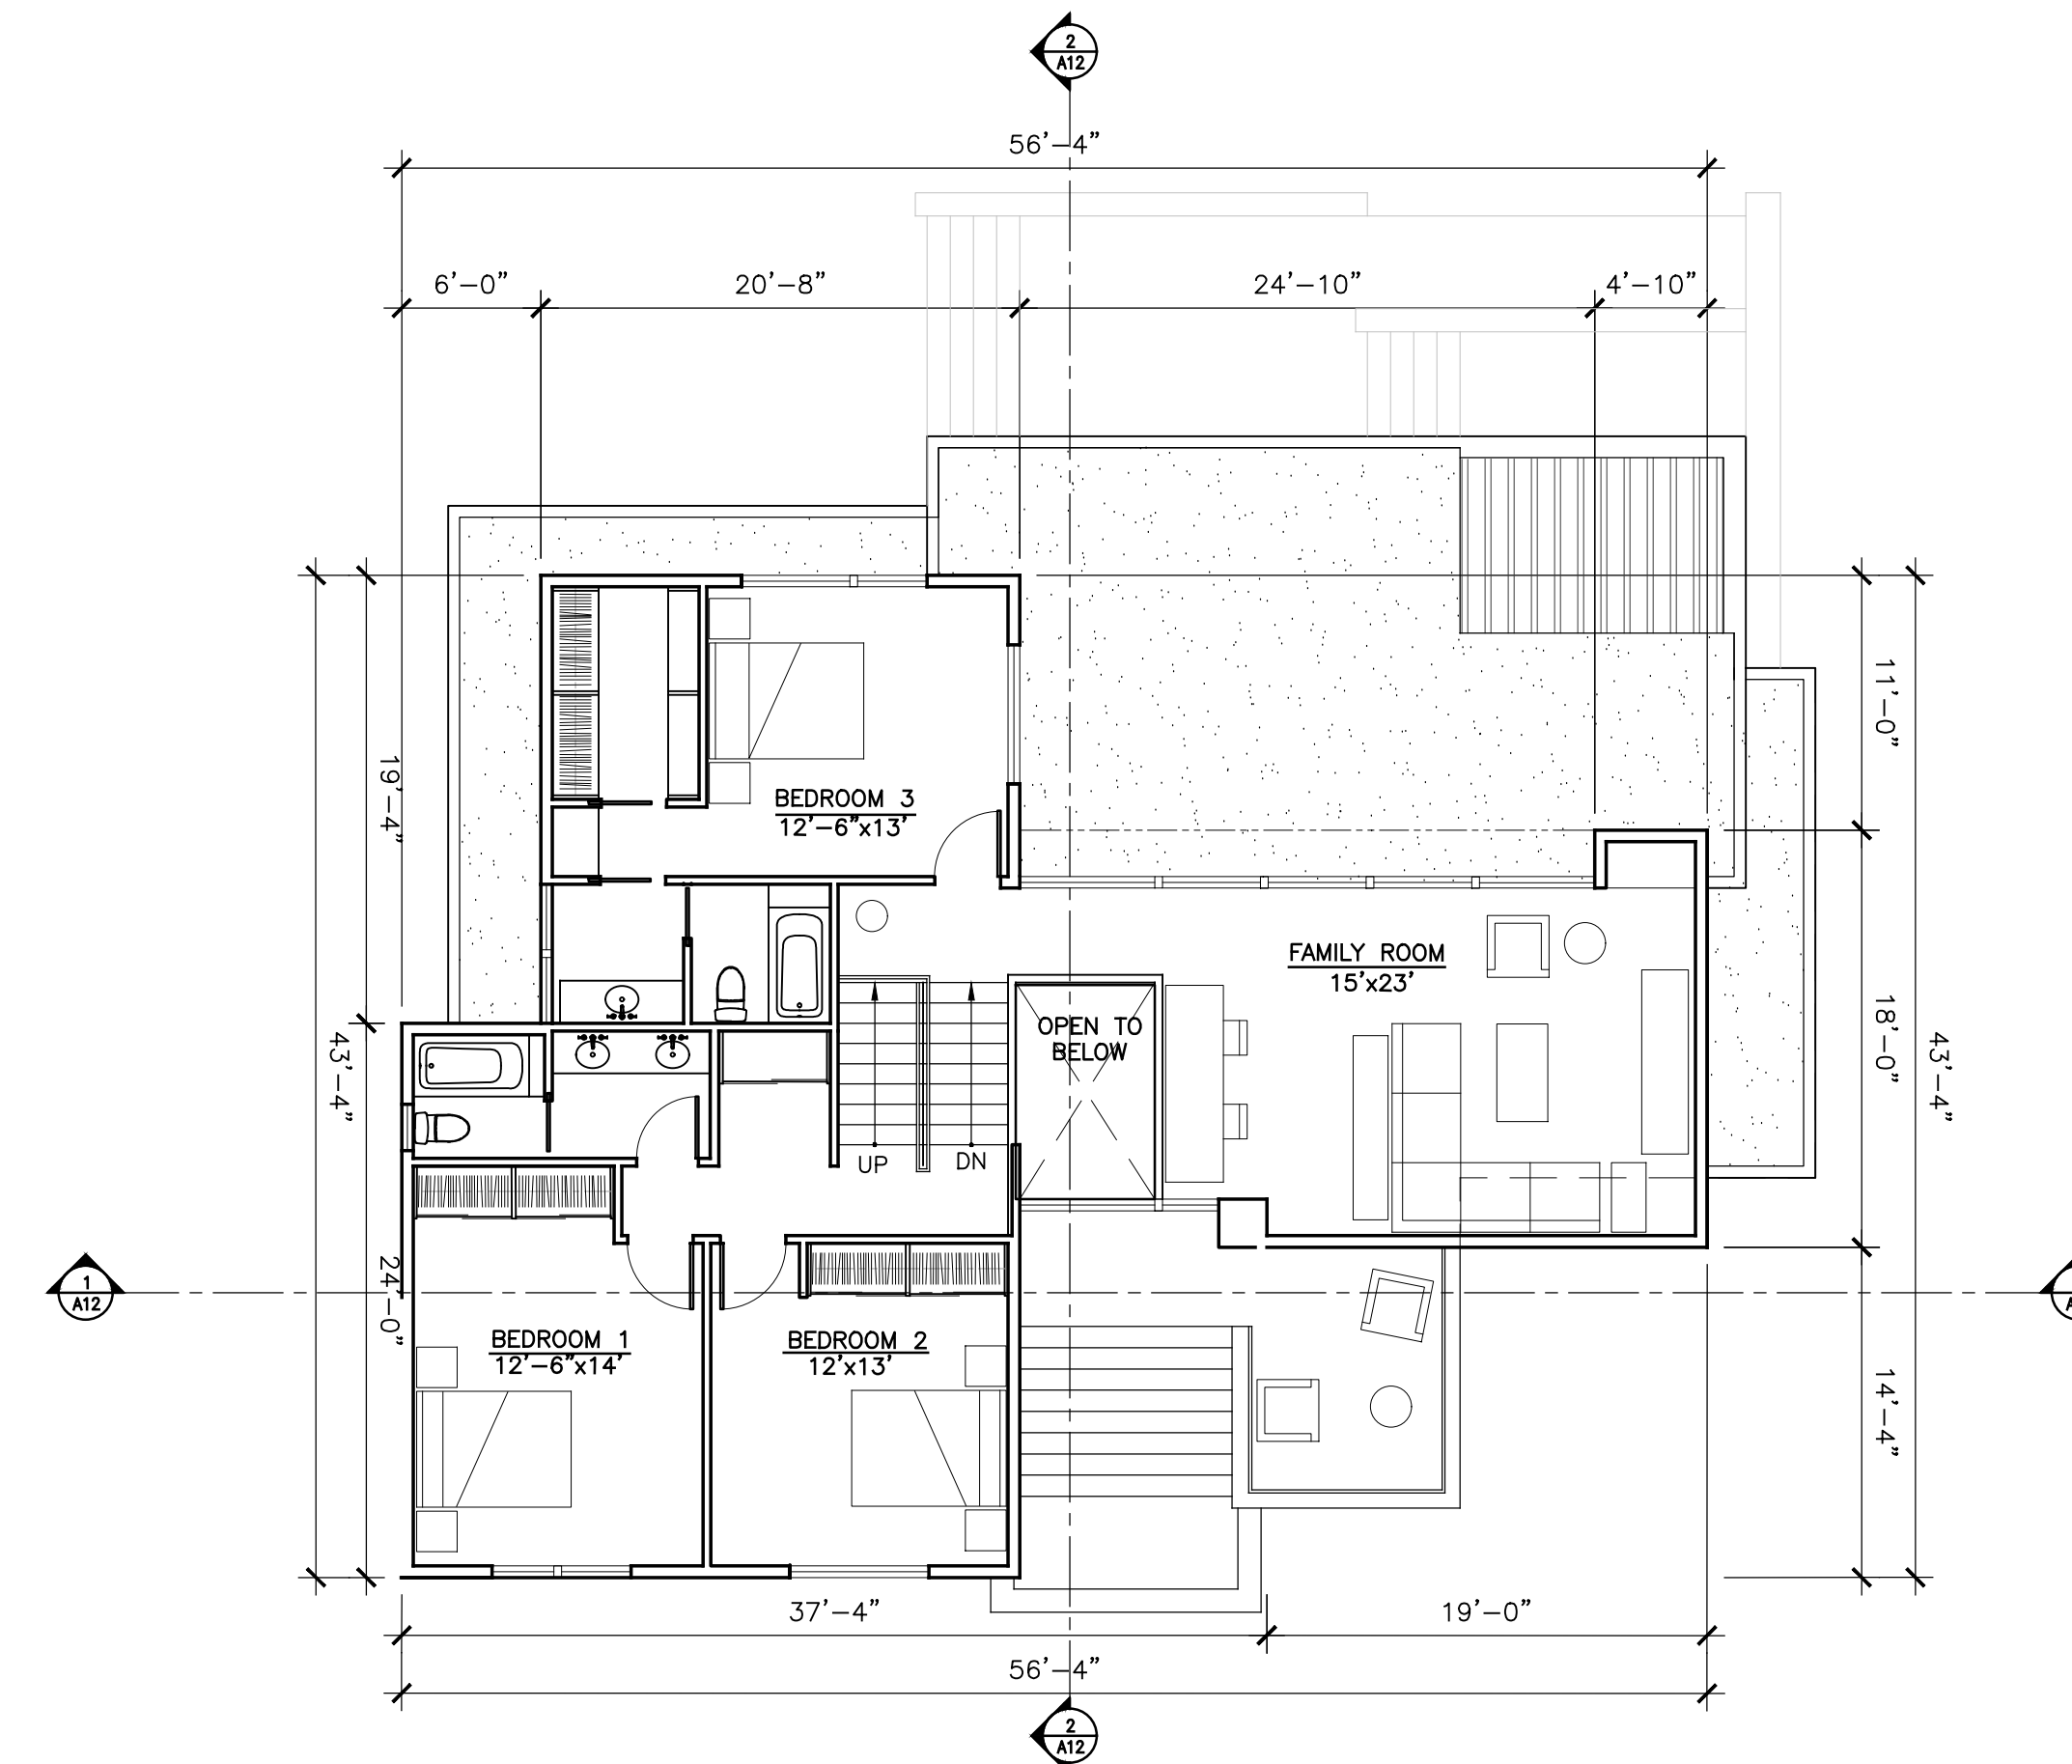 2
A12
56'-4"
6'-0"
20'-8"
24'-10"
4'-10"
11'-0"
19'-4"
BEDROOM 3
12'-6"x13'
FAMILY ROOM
15'x23'
OPEN TO
BELOW
18'-0"
43'-4"
43'-4"
UP
DN
24'-0"
1
A12
BEDROOM 1
12'-6"x14'
BEDROOM 2
12'x13'
14'-4"
37'-4"
19'-0"
56'-4"
2
A12